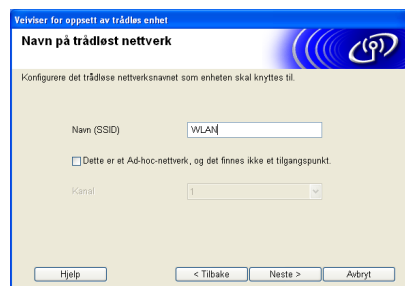 Veiviser for oppsett av trådløs enhet
Navn på trådløst nettverk
Konfigurere det trådløse nettverksnavnet som enheten skal knyttes til.
Navn (SSID) WLAN
Dette er et Ad-hoc-nettverk, og det finnes ikke et tilgangspunkt.
Kanal 1
Hjelp < Tilbake Neste > Avbryt